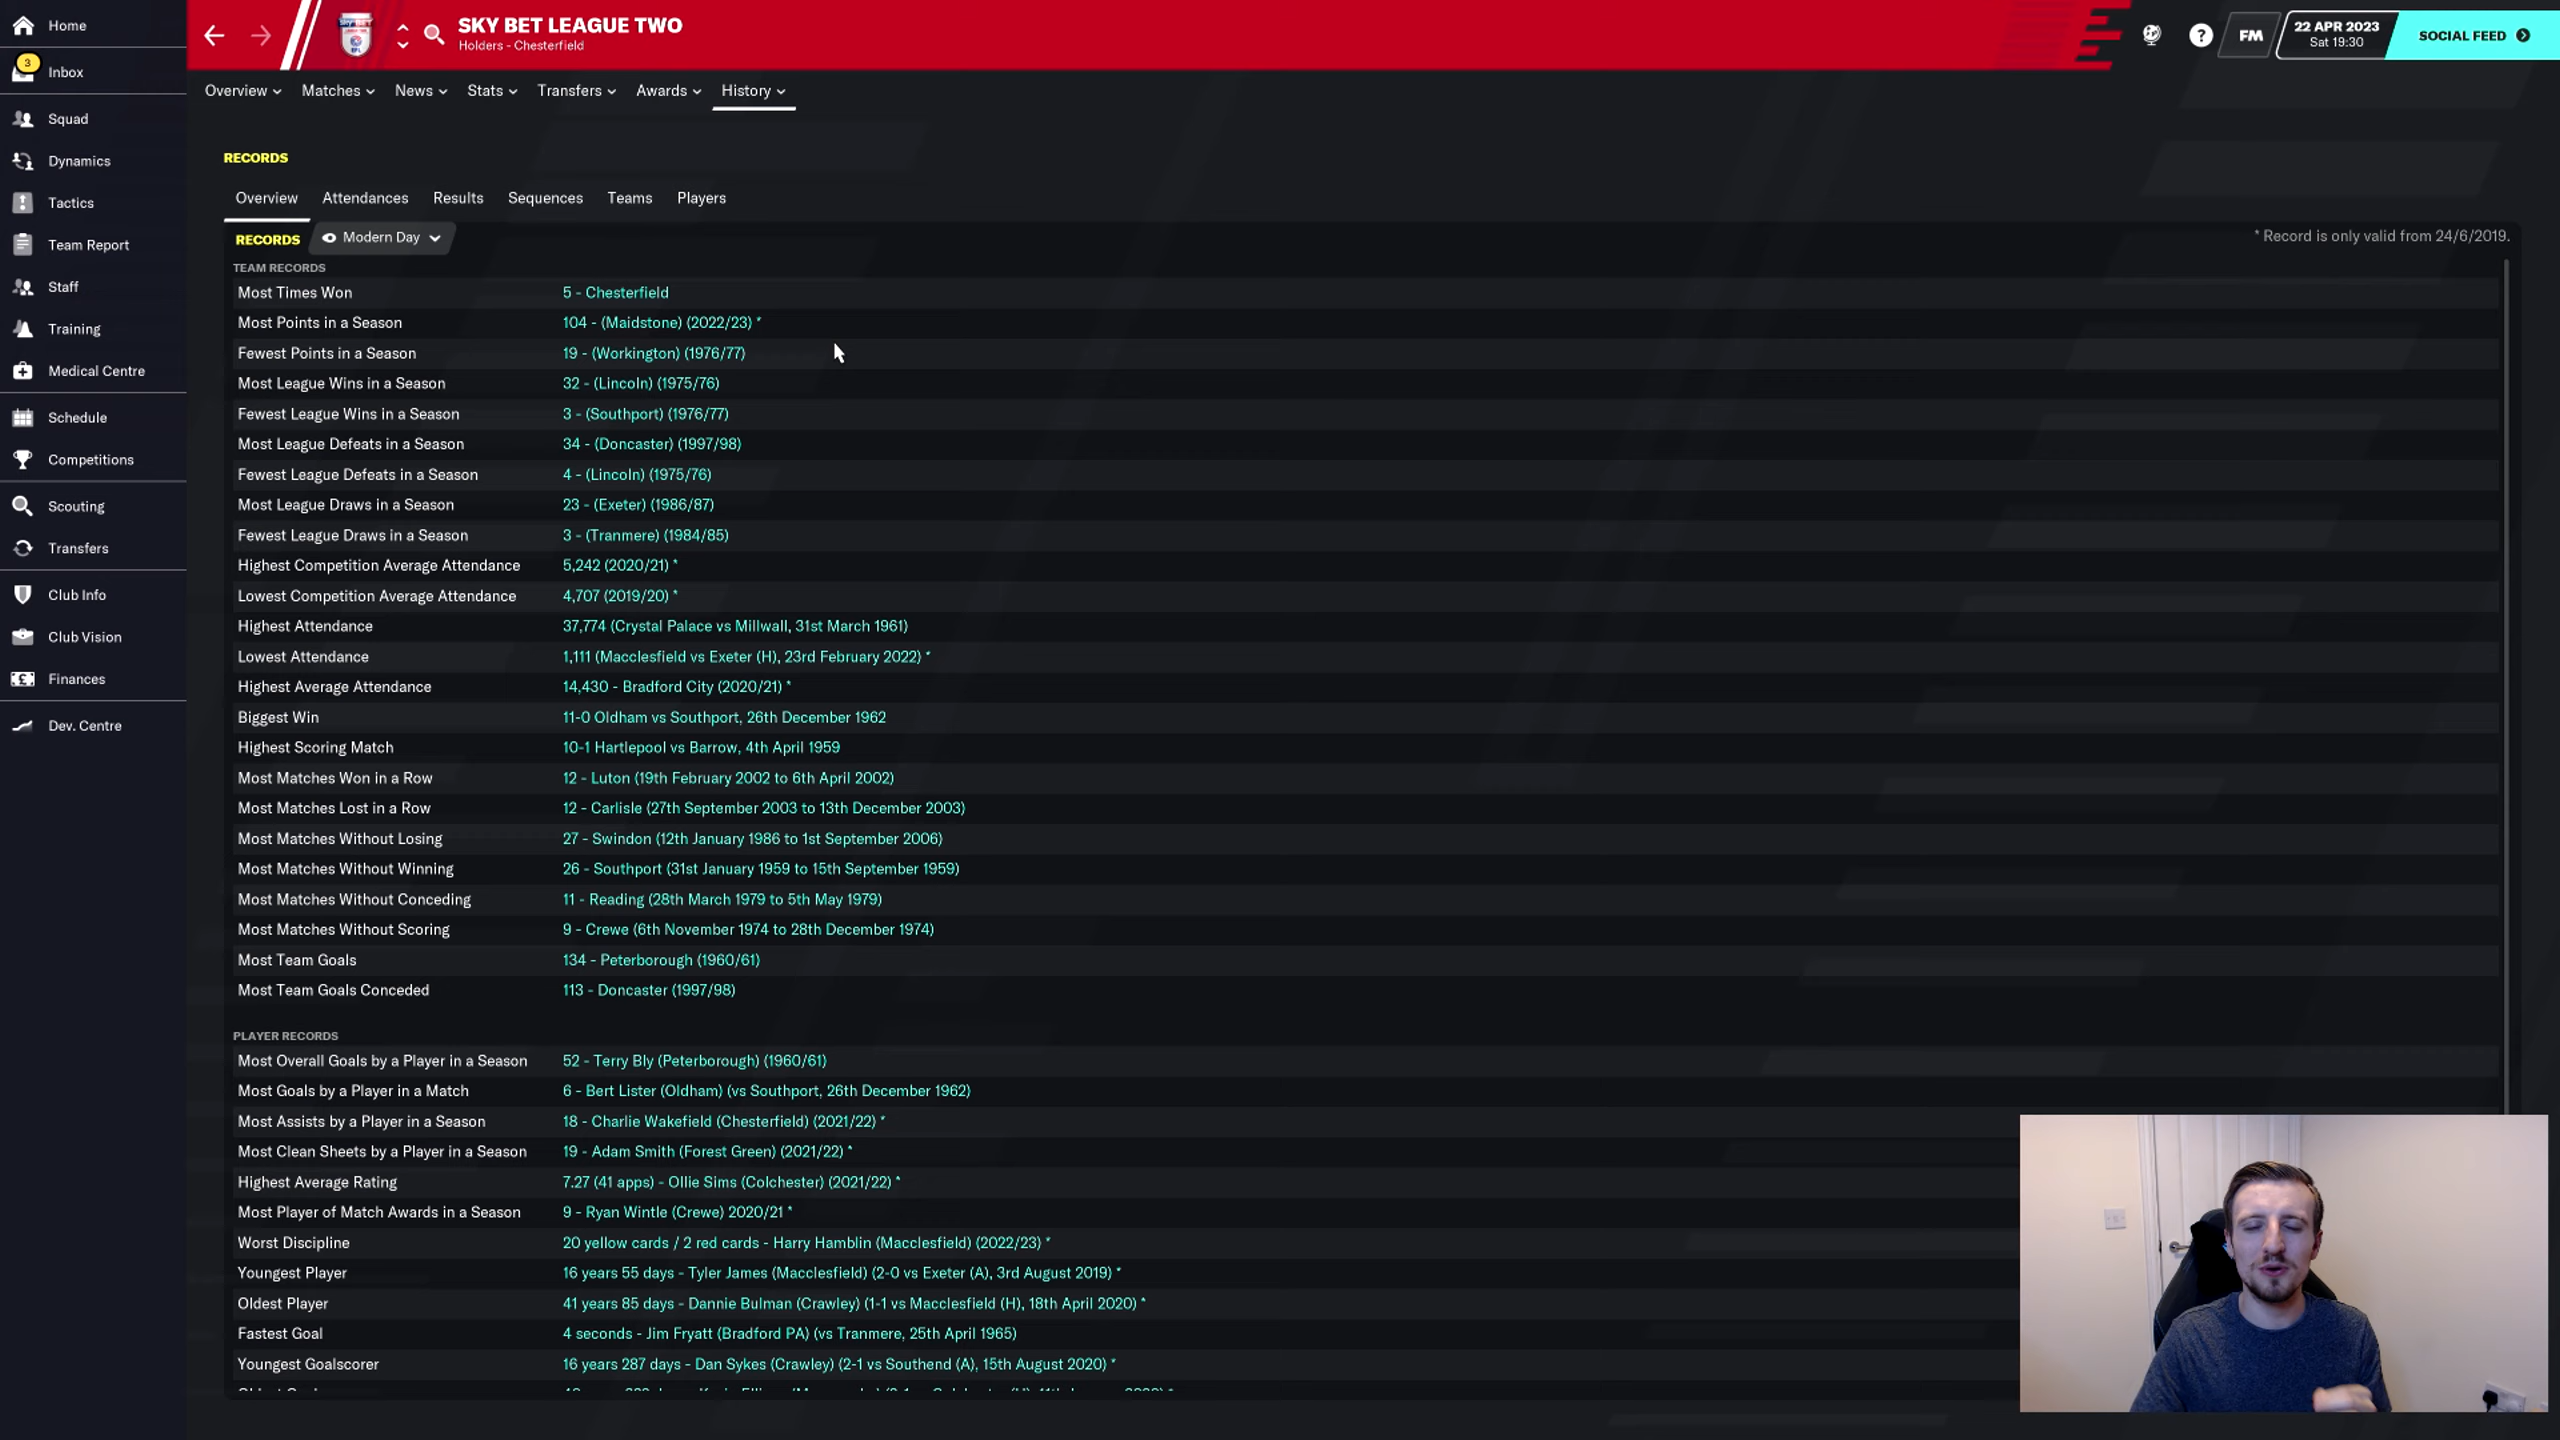 Home
3
Inbox
Squad
Dynamics
Tactics
Team Report
Staff
Training
Medical Centre
Schedule
Competitions
Scouting
Transfers
Club Info
Club Vision
Finances
Dev. Centre
SKY BET LEAGUE TWO
Holders - Chesterfield
?
FM
22 APR 2023
Sat 19:30
SOCIAL FEED
Overview Matches News Stats Transfers Awards History
RECORDS
Overview Attendances Results Sequences Teams Players
RECORDS Modern Day * Record is only valid from 24/6/2019.
TEAM RECORDS
Most Times Won 5 - Chesterfield
Most Points in a Season 104 - (Maidstone) (2022/23) *
Fewest Points in a Season 19 - (Workington) (1976/77)
Most League Wins in a Season 32 - (Lincoln) (1975/76)
Fewest League Wins in a Season 3 - (Southport) (1976/77)
Most League Defeats in a Season 34 - (Doncaster) (1997/98)
Fewest League Defeats in a Season 4 - (Lincoln) (1975/76)
Most League Draws in a Season 23 - (Exeter) (1986/87)
Fewest League Draws in a Season 3 - (Tranmere) (1984/85)
Highest Competition Average Attendance 5,242 (2020/21) *
Lowest Competition Average Attendance 4,707 (2019/20) *
Highest Attendance 37,774 (Crystal Palace vs Millwall, 31st March 1961)
Lowest Attendance 1,111 (Macclesfield vs Exeter (H), 23rd February 2022) *
Highest Average Attendance 14,430 - Bradford City (2020/21) *
Biggest Win 11-0 Oldham vs Southport, 26th December 1962
Highest Scoring Match 10-1 Hartlepool vs Barrow, 4th April 1959
Most Matches Won in a Row 12 - Luton (19th February 2002 to 6th April 2002)
Most Matches Lost in a Row 12 - Carlisle (27th September 2003 to 13th December 2003)
Most Matches Without Losing 27 - Swindon (12th January 1986 to 1st September 2006)
Most Matches Without Winning 26 - Southport (31st January 1959 to 15th September 1959)
Most Matches Without Conceding 11 - Reading (28th March 1979 to 5th May 1979)
Most Matches Without Scoring 9 - Crewe (6th November 1974 to 28th December 1974)
Most Team Goals 134 - Peterborough (1960/61)
Most Team Goals Conceded 113 - Doncaster (1997/98)
PLAYER RECORDS
Most Overall Goals by a Player in a Season 52 - Terry Bly (Peterborough) (1960/61)
Most Goals by a Player in a Match 6 - Bert Lister (Oldham) (vs Southport, 26th December 1962)
Most Assists by a Player in a Season 18 - Charlie Wakefield (Chesterfield) (2021/22) *
Most Clean Sheets by a Player in a Season 19 - Adam Smith (Forest Green) (2021/22) *
Highest Average Rating 7.27 (41 apps) - Ollie Sims (Colchester) (2021/22) *
Most Player of Match Awards in a Season 9 - Ryan Wintle (Crewe) 2020/21 *
Worst Discipline 20 yellow cards / 2 red cards - Harry Hamblin (Macclesfield) (2022/23) *
Youngest Player 16 years 55 days - Tyler James (Macclesfield) (2-0 vs Exeter (A), 3rd August 2019) *
Oldest Player 41 years 85 days - Dannie Bulman (Crawley) (1-1 vs Macclesfield (H), 18th April 2020) *
Fastest Goal 4 seconds - Jim Fryatt (Bradford PA) (vs Tranmere, 25th April 1965)
Youngest Goalscorer 16 years 287 days - Dan Sykes (Crawley) (2-1 vs Southend (A), 15th August 2020) *